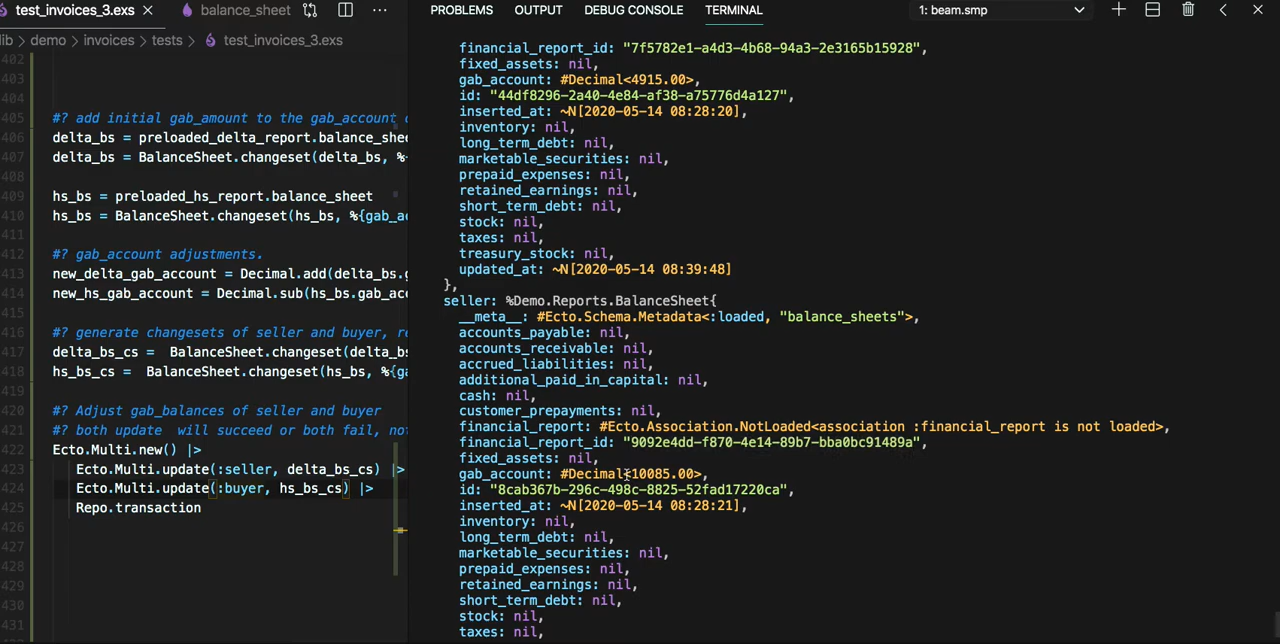 test_invoices_3.exs
balance_sheet
lib > demo > invoices > tests > test_invoices_3.exs
402
403
404
405 #? add initial gab_amount to the gab_account
406 delta_bs = preloaded_delta_report.balance_shee
407 delta_bs = BalanceSheet.changeset(delta_bs, %
408
409 hs_bs = preloaded_hs_report.balance_sheet
410 hs_bs = BalanceSheet.changeset(hs_bs, %{gab_a
411
412 #? gab_account adjustments.
413 new_delta_gab_account = Decimal.add(delta_bs.g
414 new_hs_gab_account = Decimal.sub(hs_bs.gab_acc
415
416 #? generate changesets of seller and buyer, re
417 delta_bs_cs =  BalanceSheet.changeset(delta_bs
418 hs_bs_cs =  BalanceSheet.changeset(hs_bs, %{ga
419
420 #? Adjust gab_balances of seller and buyer
421 #? both update  will succeed or both fail, no
422 Ecto.Multi.new() |>
423 Ecto.Multi.update(:seller, delta_bs_cs) |>
424 Ecto.Multi.update(:buyer, hs_bs_cs) |>
425 Repo.transaction
426
427
428
429
430
431
PROBLEMS OUTPUT DEBUG CONSOLE TERMINAL 1: beam.smp
financial_report_id: "7f5782e1-a4d3-4b68-94a3-2e3165b15928",
fixed_assets: nil,
gab_account: #Decimal<4915.00>,
id: "44df8296-2a40-4e84-af38-a75776d4a127",
inserted_at: ~N[2020-05-14 08:28:20],
inventory: nil,
long_term_debt: nil,
marketable_securities: nil,
prepaid_expenses: nil,
retained_earnings: nil,
short_term_debt: nil,
stock: nil,
taxes: nil,
treasury_stock: nil,
updated_at: ~N[2020-05-14 08:39:48]
},
seller: %Demo.Reports.BalanceSheet{
__meta__: #Ecto.Schema.Metadata<:loaded, "balance_sheets">,
accounts_payable: nil,
accounts_receivable: nil,
accrued_liabilities: nil,
additional_paid_in_capital: nil,
cash: nil,
customer_prepayments: nil,
financial_report: #Ecto.Association.NotLoaded<association :financial_report is not loaded>,
financial_report_id: "9092e4dd-f870-4e14-89b7-bba0bc91489a",
fixed_assets: nil,
gab_account: #Decimal<10085.00>,
id: "8cab367b-296c-498c-8825-52fad17220ca",
inserted_at: ~N[2020-05-14 08:28:21],
inventory: nil,
long_term_debt: nil,
marketable_securities: nil,
prepaid_expenses: nil,
retained_earnings: nil,
short_term_debt: nil,
stock: nil,
taxes: nil,